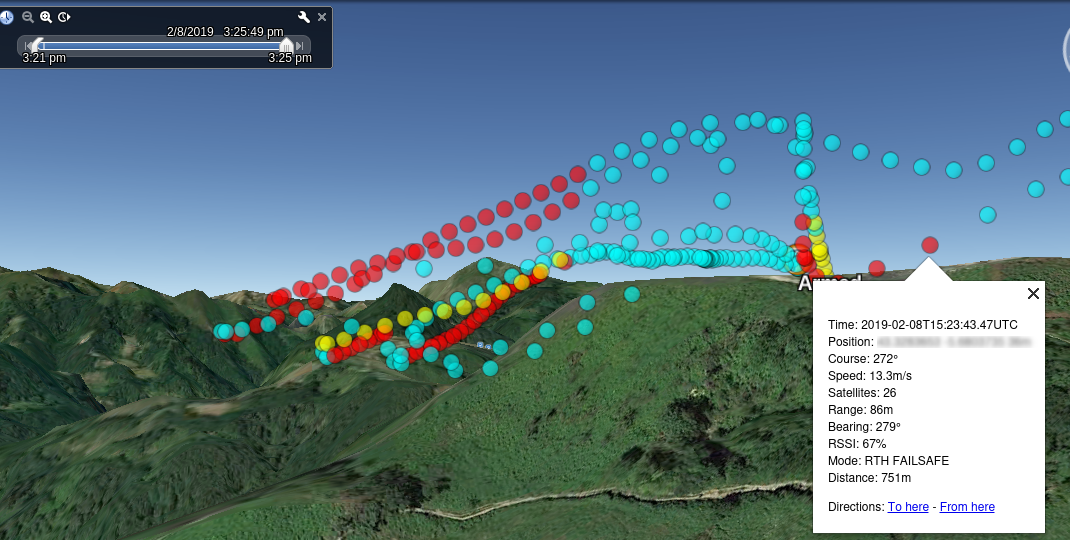 2/8/2019 3:25:49 pm
3:21 pm
3:25 pm
Armed
Time: 2019-02-08T15:23:43.47UTC
Position:
Course: 272°
Speed: 13.3m/s
Satellites: 26
Range: 86m
Bearing: 279°
RSSI: 67%
Mode: RTH FAILSAFE
Distance: 751m
Directions: To here - From here